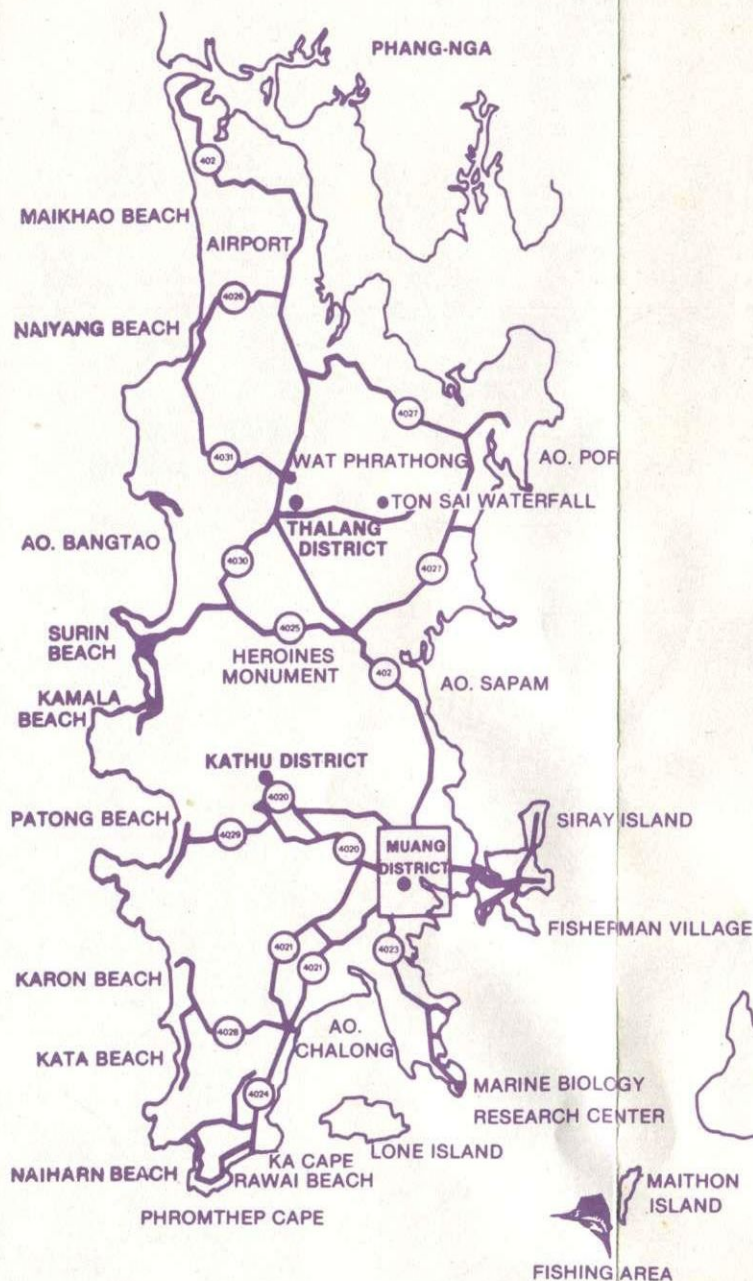 PHANG-NGA
402
MAIKHAO BEACH
AIRPORT
4026
NAIYANG BEACH
4027
4031
WAT PHRATHONG
AO. POR
TON SAI WATERFALL
THALANG
DISTRICT
AO. BANGTAO
4030
4027
SURIN
BEACH
4025
HEROINES
MONUMENT
402
AO. SAPAM
KAMALA
BEACH
KATHU DISTRICT
4020
PATONG BEACH
4029
4020
MUANG
DISTRICT
SIRAY ISLAND
FISHERMAN VILLAGE
4021
4021
4023
KARON BEACH
4028
AO.
CHALONG
KATA BEACH
4024
MARINE BIOLOGY
RESEARCH CENTER
LONE ISLAND
NAIHARN BEACH
KA CAPE
RAWAI BEACH
PHROMTHEP CAPE
MAITHON
ISLAND
FISHING AREA